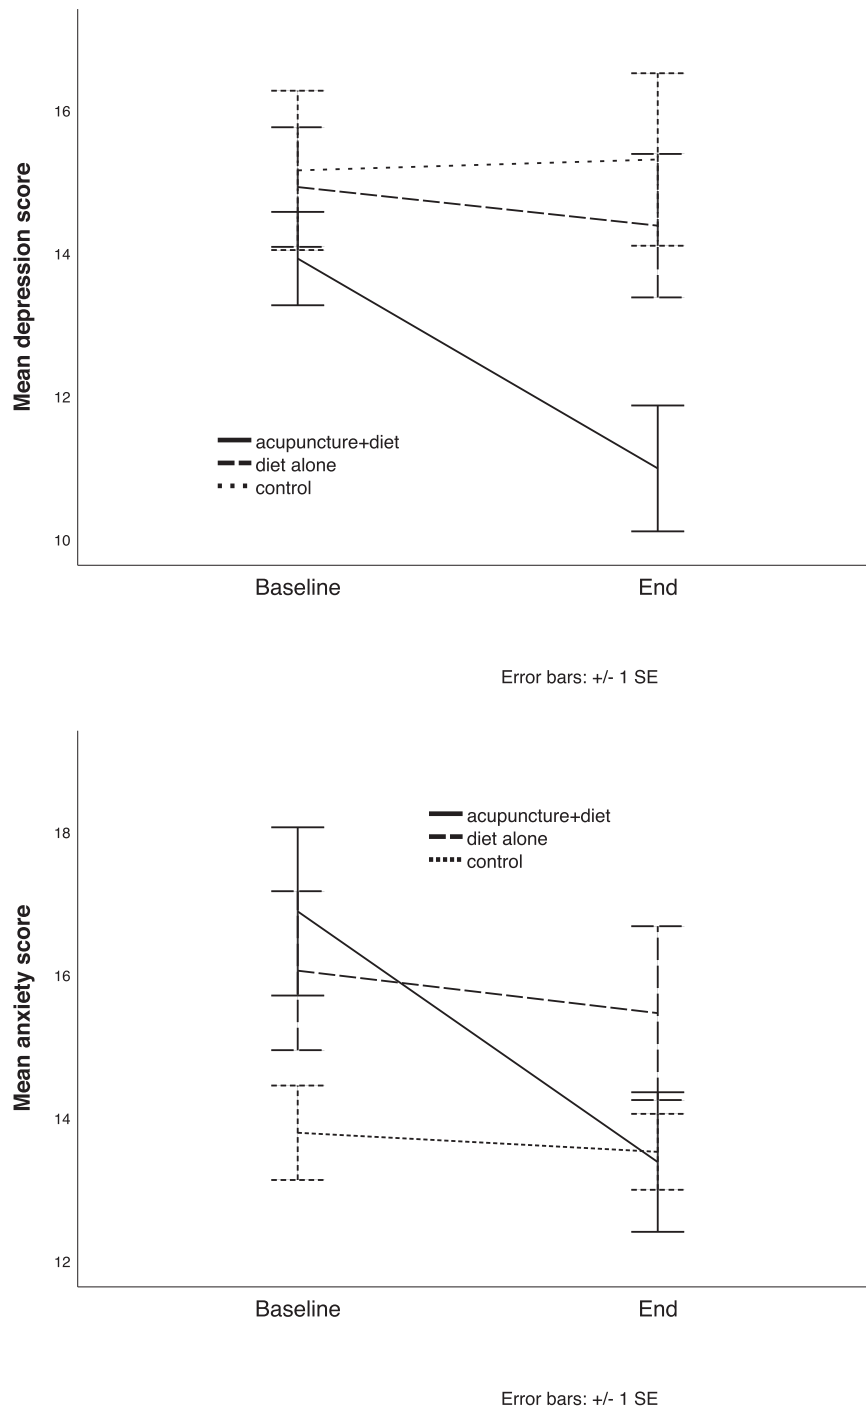 Mean depression score
16
14
12
10
acupuncture+diet
diet alone
control
Baseline End
Error bars: +/- 1 SE
Mean anxiety score
acupuncture+diet
diet alone
control
18
16
14
12
Baseline End
Error bars: +/- 1 SE